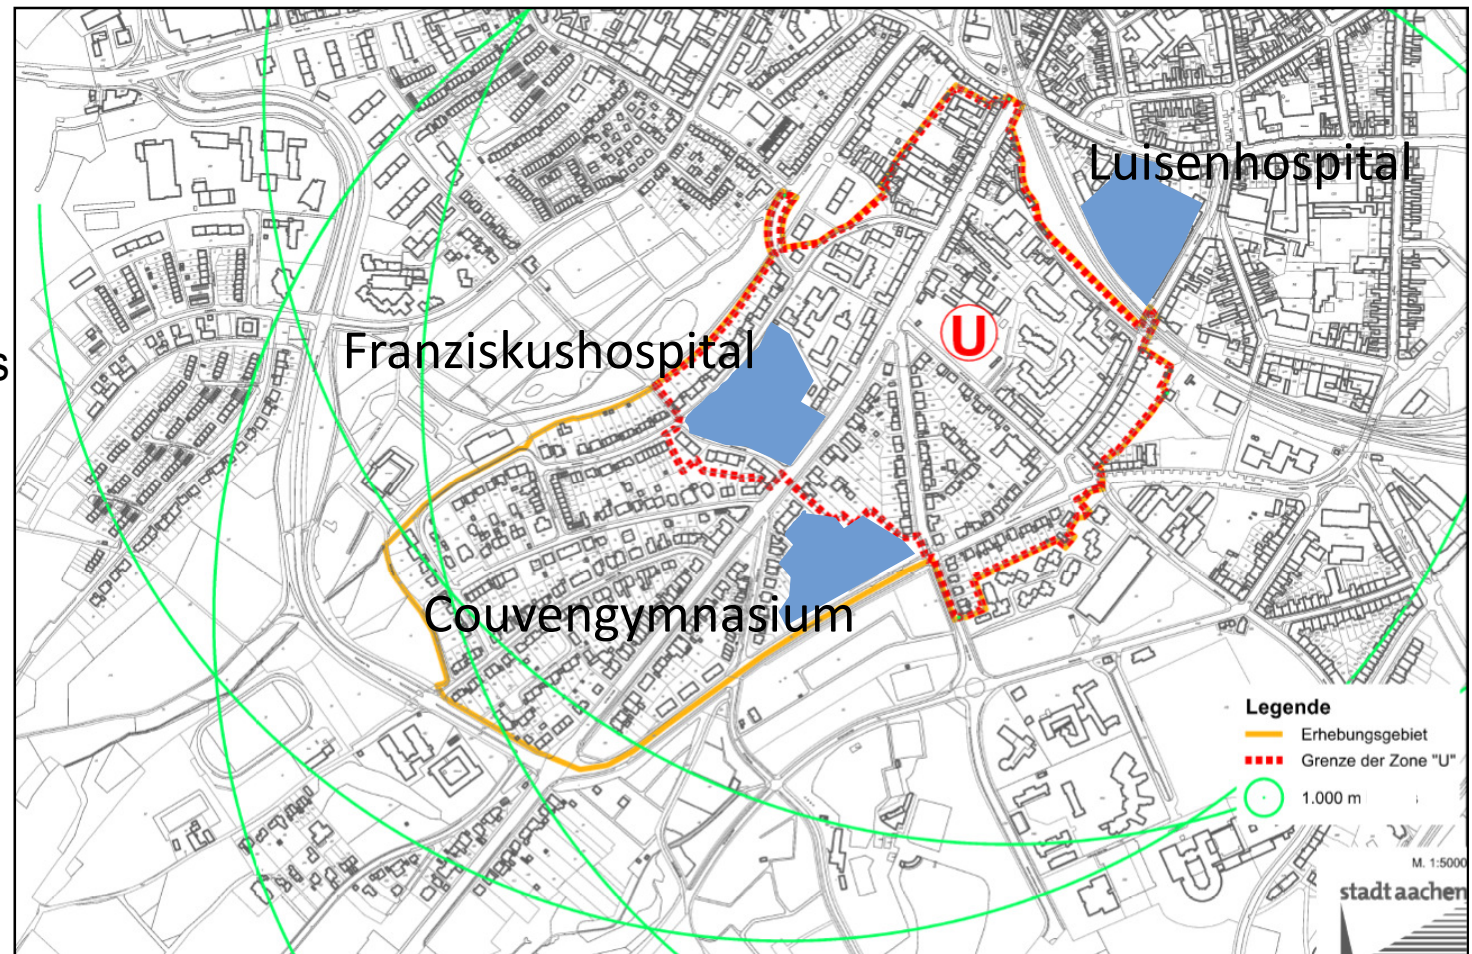 Luisenhospital
U
Franziskushospital
s
Couvengymnasium
Legende
Erhebungsgebiet
Grenze der Zone "U"
1.000 m
M. 1:5000
stadt aachen